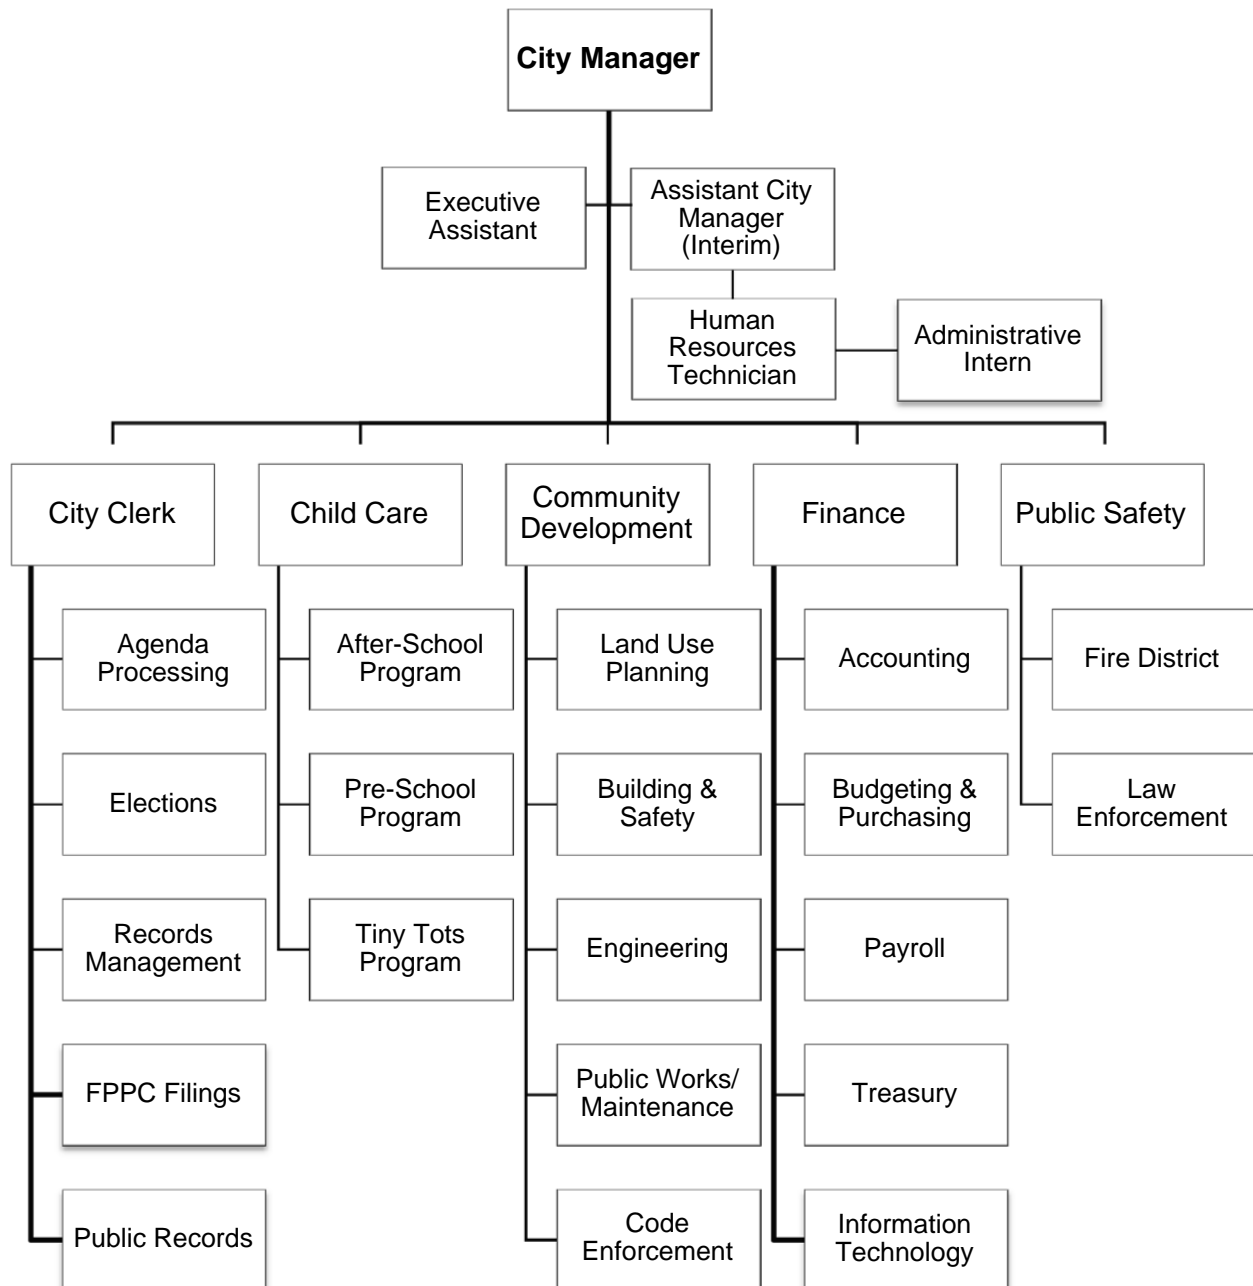 City Manager
Executive
Assistant
Assistant City
Manager
(Interim)
Human
Resources
Technician
Administrative
Intern
City Clerk
Child Care
Community
Development
Finance
Public Safety
Agenda
Processing
After-School
Program
Land Use
Planning
Accounting
Fire District
Elections
Pre-School
Program
Building &
Safety
Budgeting &
Purchasing
Law
Enforcement
Records
Management
Tiny Tots
Program
Engineering
Payroll
FPPC Filings
Public Works/
Maintenance
Treasury
Public Records
Code
Enforcement
Information
Technology